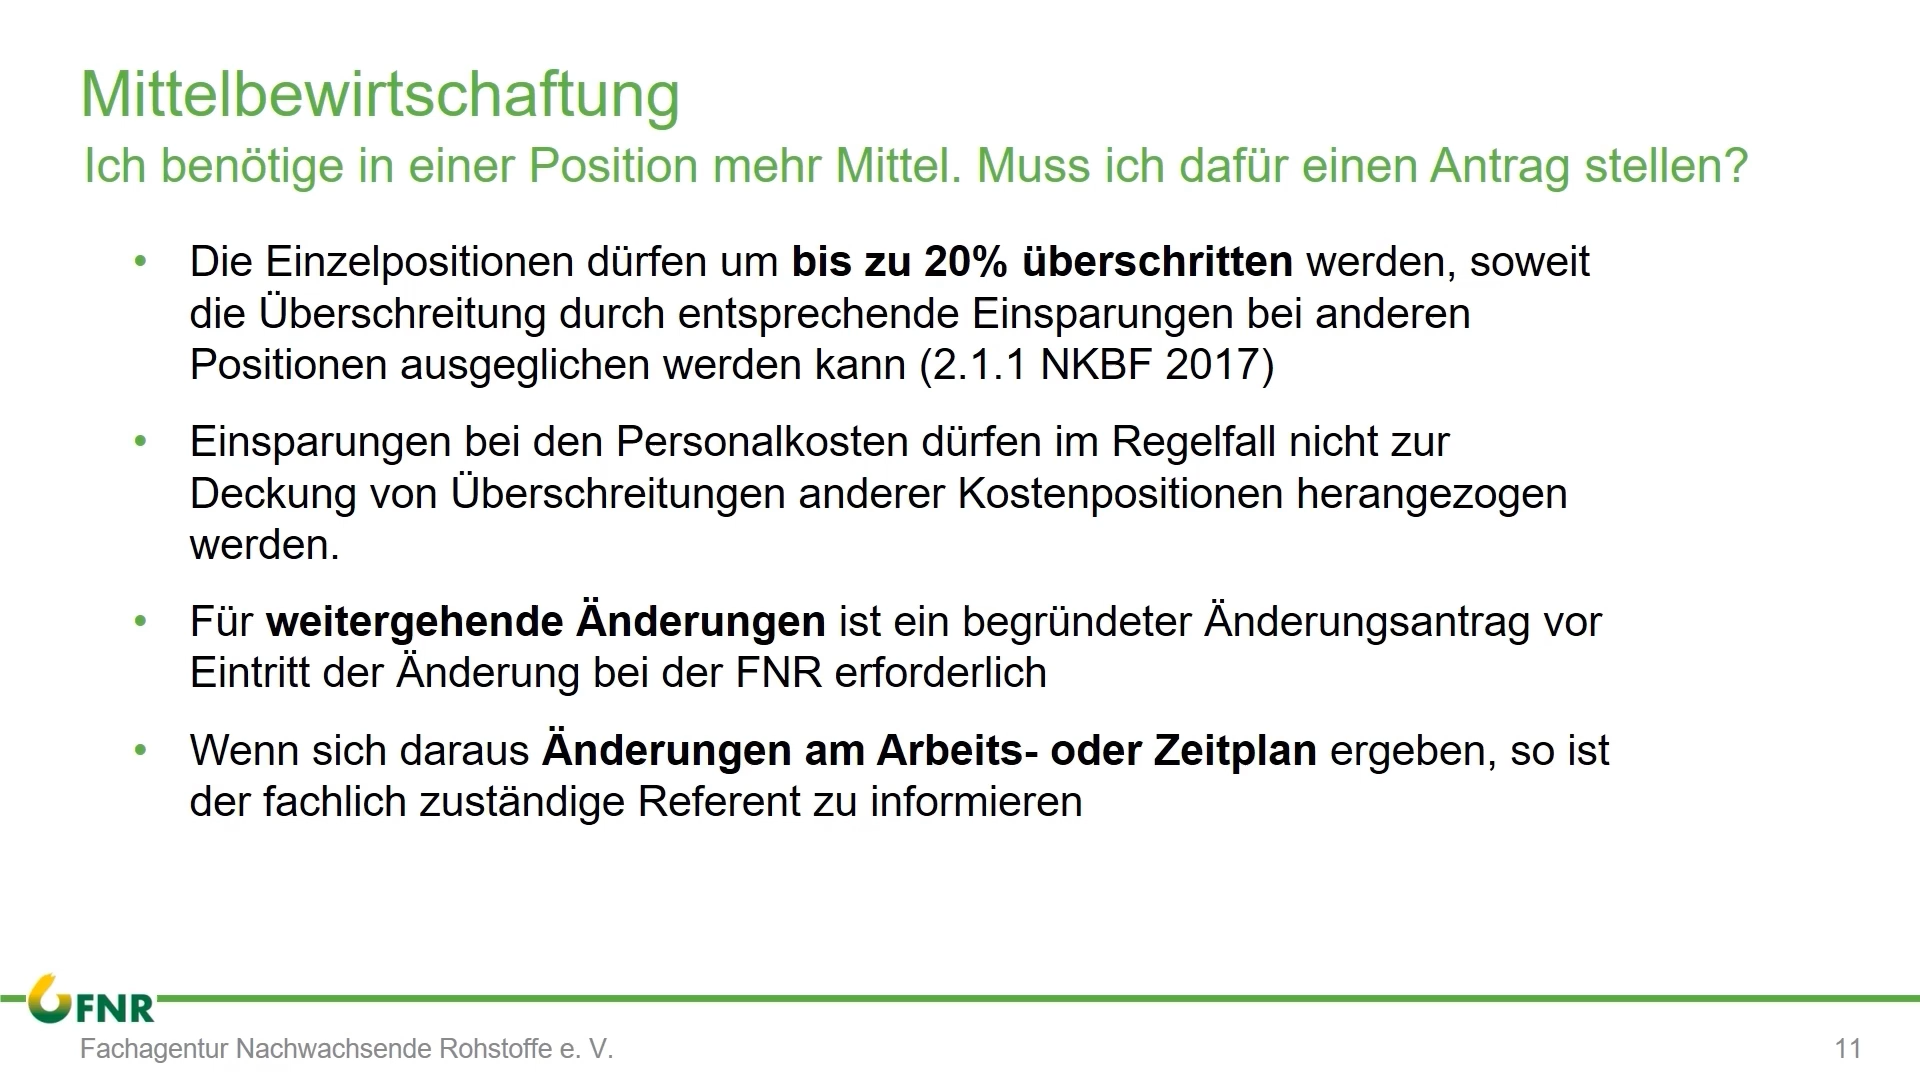 Mittelbewirtschaftung
Ich benötige in einer Position mehr Mittel. Muss ich dafür einen Antrag stellen?
• Die Einzelpositionen dürfen um bis zu 20% überschritten werden, soweit
die Überschreitung durch entsprechende Einsparungen bei anderen
Positionen ausgeglichen werden kann (2.1.1 NKBF 2017)
• Einsparungen bei den Personalkosten dürfen im Regelfall nicht zur
Deckung von Überschreitungen anderer Kostenpositionen herangezogen
werden.
• Für weitergehende Änderungen ist ein begründeter Änderungsantrag vor
Eintritt der Änderung bei der FNR erforderlich
• Wenn sich daraus Änderungen am Arbeits- oder Zeitplan ergeben, so ist
der fachlich zuständige Referent zu informieren
FNR
Fachagentur Nachwachsende Rohstoffe e. V.
11